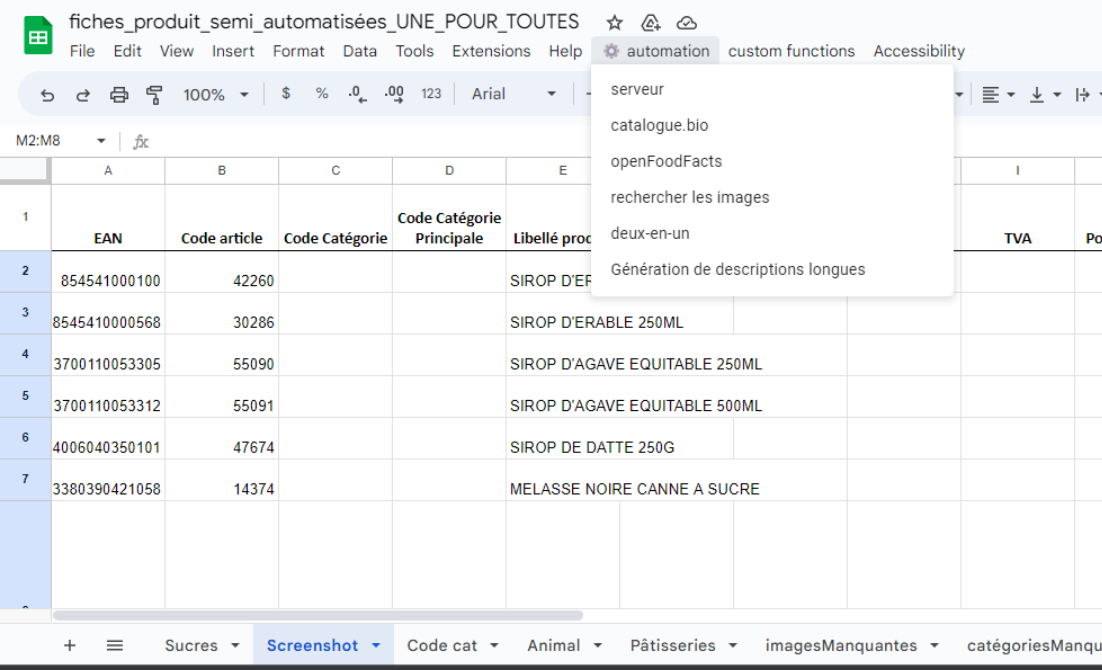 fiches_produit_semi_automatisées_UNE_POUR_TOUTES
File Edit View Insert Format Data Tools Extensions Help automation custom functions Accessibility
100% $ % .0 .00 123 Arial
serveur
catalogue.bio
openFoodFacts
rechercher les images
deux-en-un
Génération de descriptions longues
M2:M8 fx
A B C D E I
1 EAN Code article Code Catégorie Code Catégorie Principale Libellé prod TVA Po
2 854541000100 42260 SIROP D'ER
3 8545410000568 30286 SIROP D'ERABLE 250ML
4 3700110053305 55090 SIROP D'AGAVE EQUITABLE 250ML
5 3700110053312 55091 SIROP D'AGAVE EQUITABLE 500ML
6 4006040350101 47674 SIROP DE DATTE 250G
7 3380390421058 14374 MELASSE NOIRE CANNE A SUCRE
Sucres Screenshot Code cat Animal Pâtisseries imagesManquantes catégoriesManqu